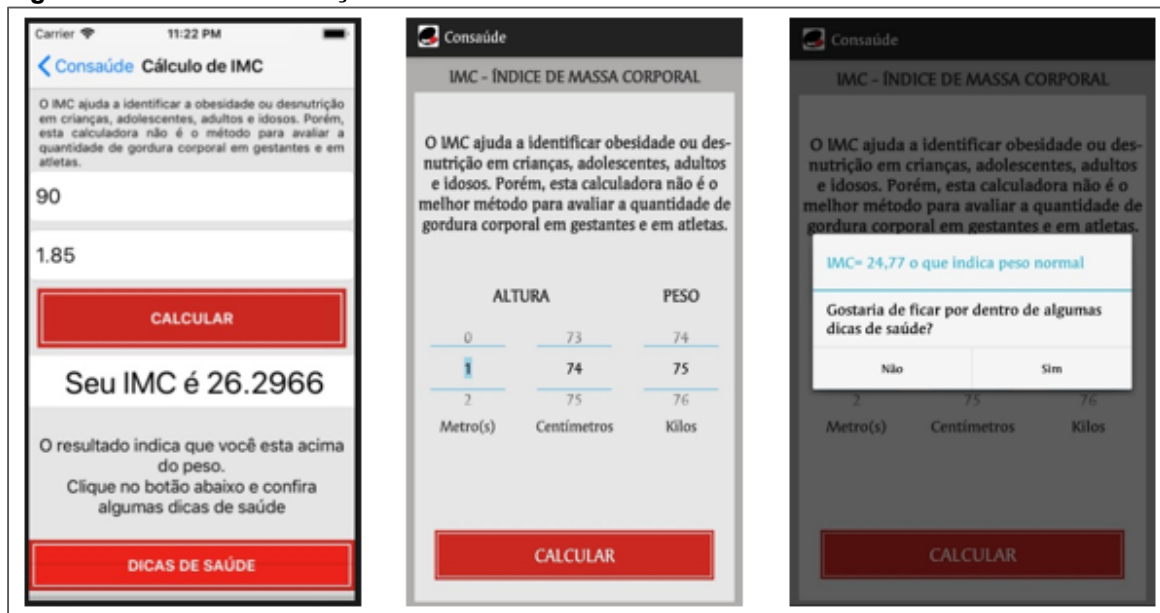 Carrier
11:22 PM
Consaúde Cálculo de IMC
O IMC ajuda a identificar a obesidade ou desnutrição
em crianças, adolescentes, adultos e idosos. Porém,
esta calculadora não é o método para avaliar a
quantidade de gordura corporal em gestantes e em
atletas.
90
1.85
CALCULAR
Seu IMC é 26.2966
O resultado indica que você esta acima
do peso.
Clique no botão abaixo e confira
algumas dicas de saúde
DICAS DE SAÚDE
Consaúde
IMC - ÍNDICE DE MASSA CORPORAL
O IMC ajuda a identificar obesidade ou des-
nutrição em crianças, adolescentes, adultos
e idosos. Porém, esta calculadora não é o
melhor método para avaliar a quantidade de
gordura corporal em gestantes e em atletas.
ALTURA PESO
0 73 74
1 74 75
2 75 76
Metro(s) Centímetros Kilos
CALCULAR
Consaúde
IMC - ÍNDICE DE MASSA CORPORAL
O IMC ajuda a identificar obesidade ou des-
nutrição em crianças, adolescentes, adultos
e idosos. Porém, esta calculadora não é o
melhor método para avaliar a quantidade de
gordura corporal em gestantes e em atletas.
IMC= 24,77 o que indica peso normal
Gostaria de ficar por dentro de algumas
dicas de saúde?
Não Sim
2 75 76
Metro(s) Centímetros Kilos
CALCULAR